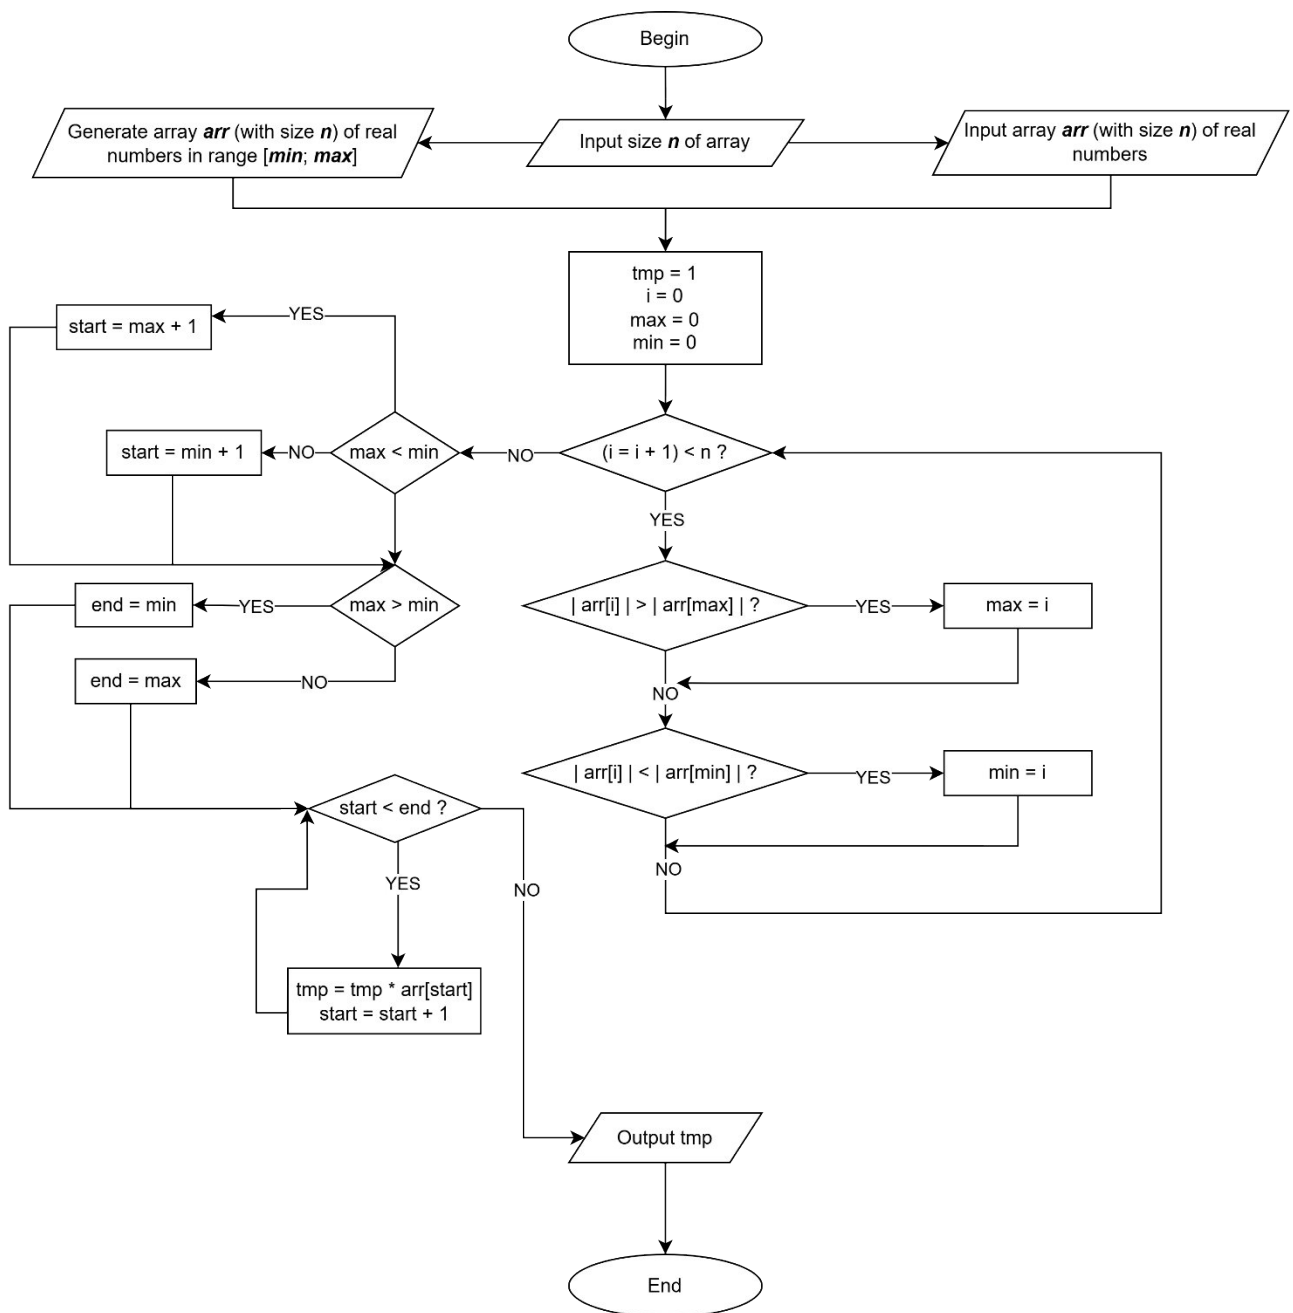 Begin
Generate array arr (with size n) of real
numbers in range [min; max]
Input size n of array
Input array arr (with size n) of real
numbers
tmp = 1
i = 0
max = 0
min = 0
YES
start = max + 1
start = min + 1
NO
max < min
NO
(i = i + 1) < n ?
YES
end = min
YES
max > min
| arr[i] | > | arr[max] | ?
YES
max = i
end = max
NO
NO
| arr[i] | < | arr[min] | ?
YES
min = i
start < end ?
NO
YES
NO
tmp = tmp * arr[start]
start = start + 1
Output tmp
End